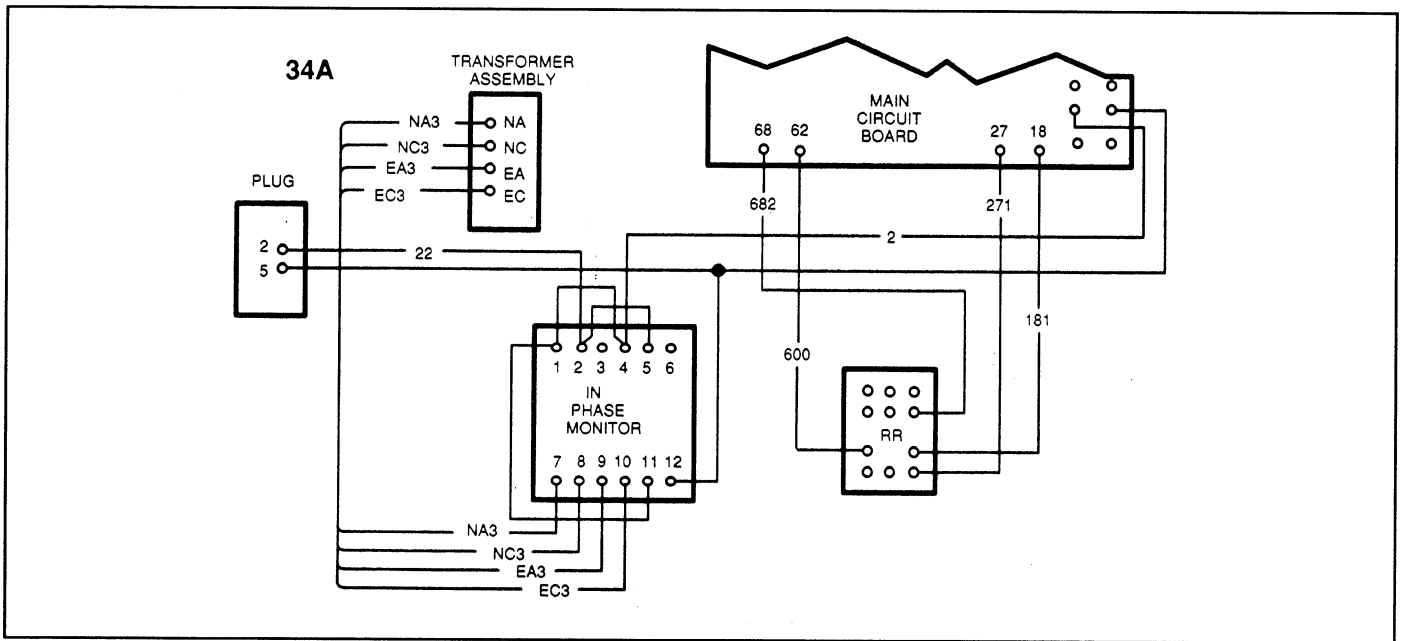 34A
TRANSFORMER
ASSEMBLY
NA3
NA
NC3
NC
EA3
EA
EC3
EC
PLUG
2
5
22
MAIN
CIRCUIT
BOARD
68
62
27
18
682
271
2
181
600
1 2 3 4 5 6
IN
PHASE
MONITOR
7 8 9 10 11 12
RR
NA3
NC3
EA3
EC3